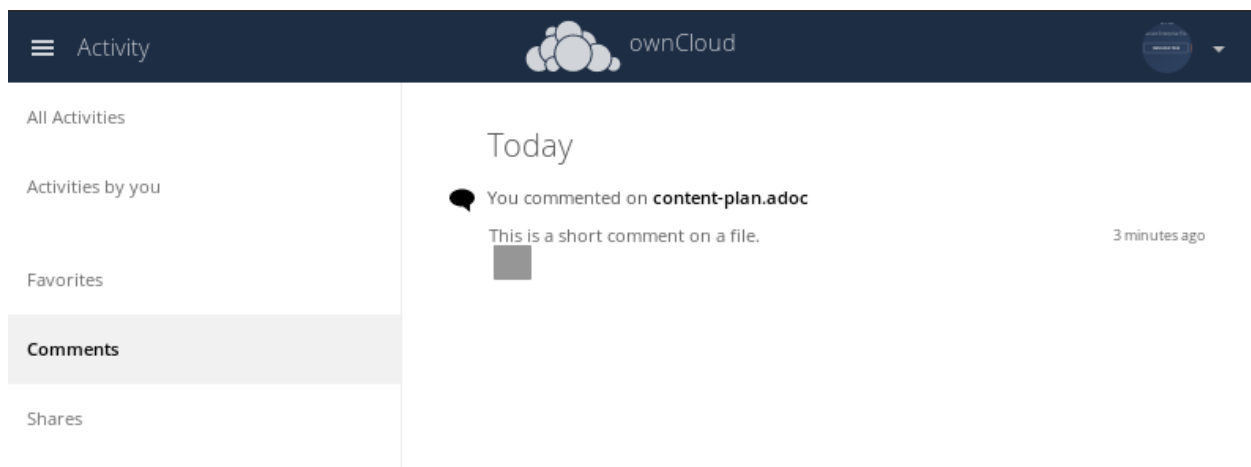 Activity
ownCloud
All Activities
Activities by you
Favorites
Comments
Shares
Today
You commented on content-plan.adoc
This is a short comment on a file.
3 minutes ago